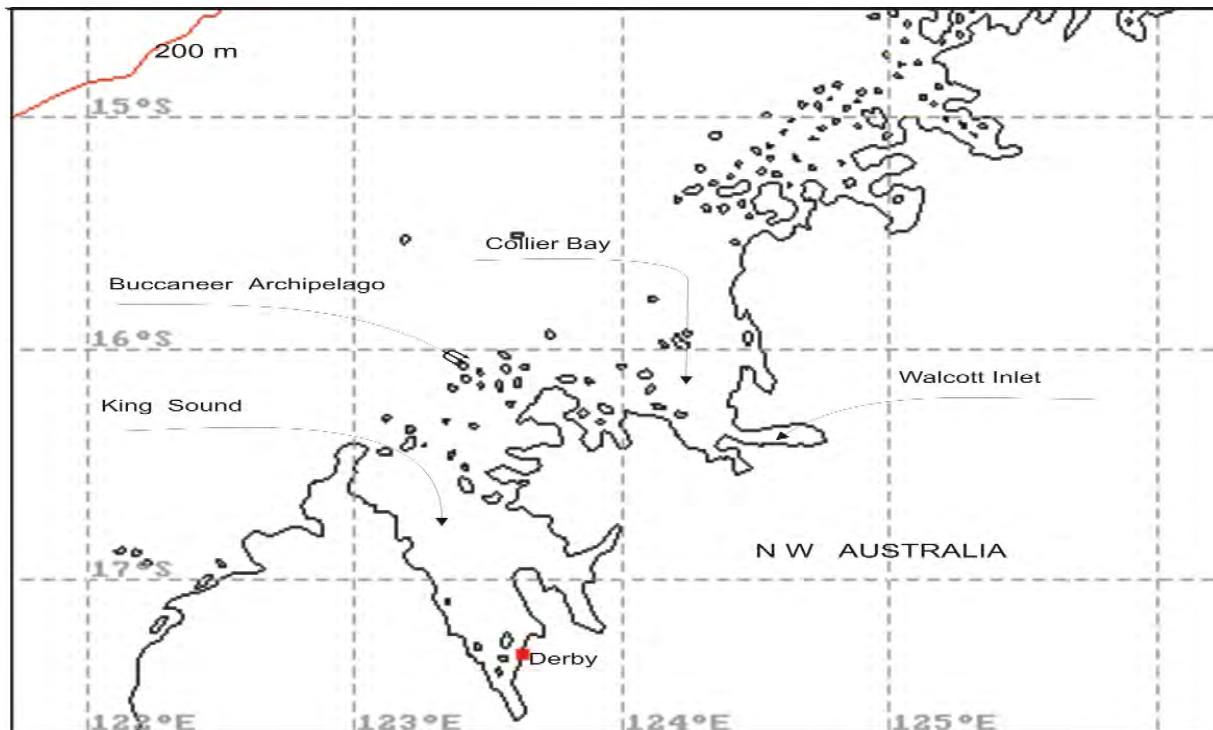 200 m
15°S
Collier Bay
Buccaneer Archipelago
16°S
Walcott Inlet
King Sound
N W AUSTRALIA
17°S
Derby
122°E
123°E
124°E
125°E